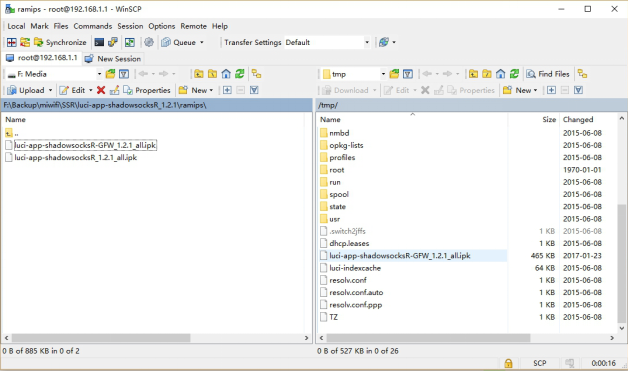 ramips - root@192.168.1.1 - WinSCP
Local Mark Files Commands Session Options Remote Help
Synchronize Queue Transfer Settings Default
root@192.168.1.1 New Session
F: Media tmp Find Files
Upload Edit Properties New Download Edit Properties New
F:\Backup\miwifi\SSR\luci-app-shadowsocksR_1.2.1\ramips\ /tmp/
Name Name Size Changed
.. nmbd 2015-06-08
luci-app-shadowsocksR-GFW_1.2.1_all.ipk opkg-lists 2015-06-08
luci-app-shadowsocksR_1.2.1_all.ipk profiles 2015-06-08
root 1970-01-01
run 2015-06-08
spool 2015-06-08
state 2015-06-08
usr 2015-06-08
.switch2jffs 1 KB 2015-06-08
dhcp.leases 1 KB 2015-06-08
luci-app-shadowsocksR-GFW_1.2.1_all.ipk 465 KB 2017-01-23
luci-indexcache 64 KB 2015-06-08
resolv.conf 1 KB 2015-06-08
resolv.conf.auto 1 KB 2015-06-08
resolv.conf.ppp 1 KB 2015-06-08
TZ 1 KB 2015-06-08
0 B of 885 KB in 0 of 2 0 B of 527 KB in 0 of 26
SCP 0:00:16